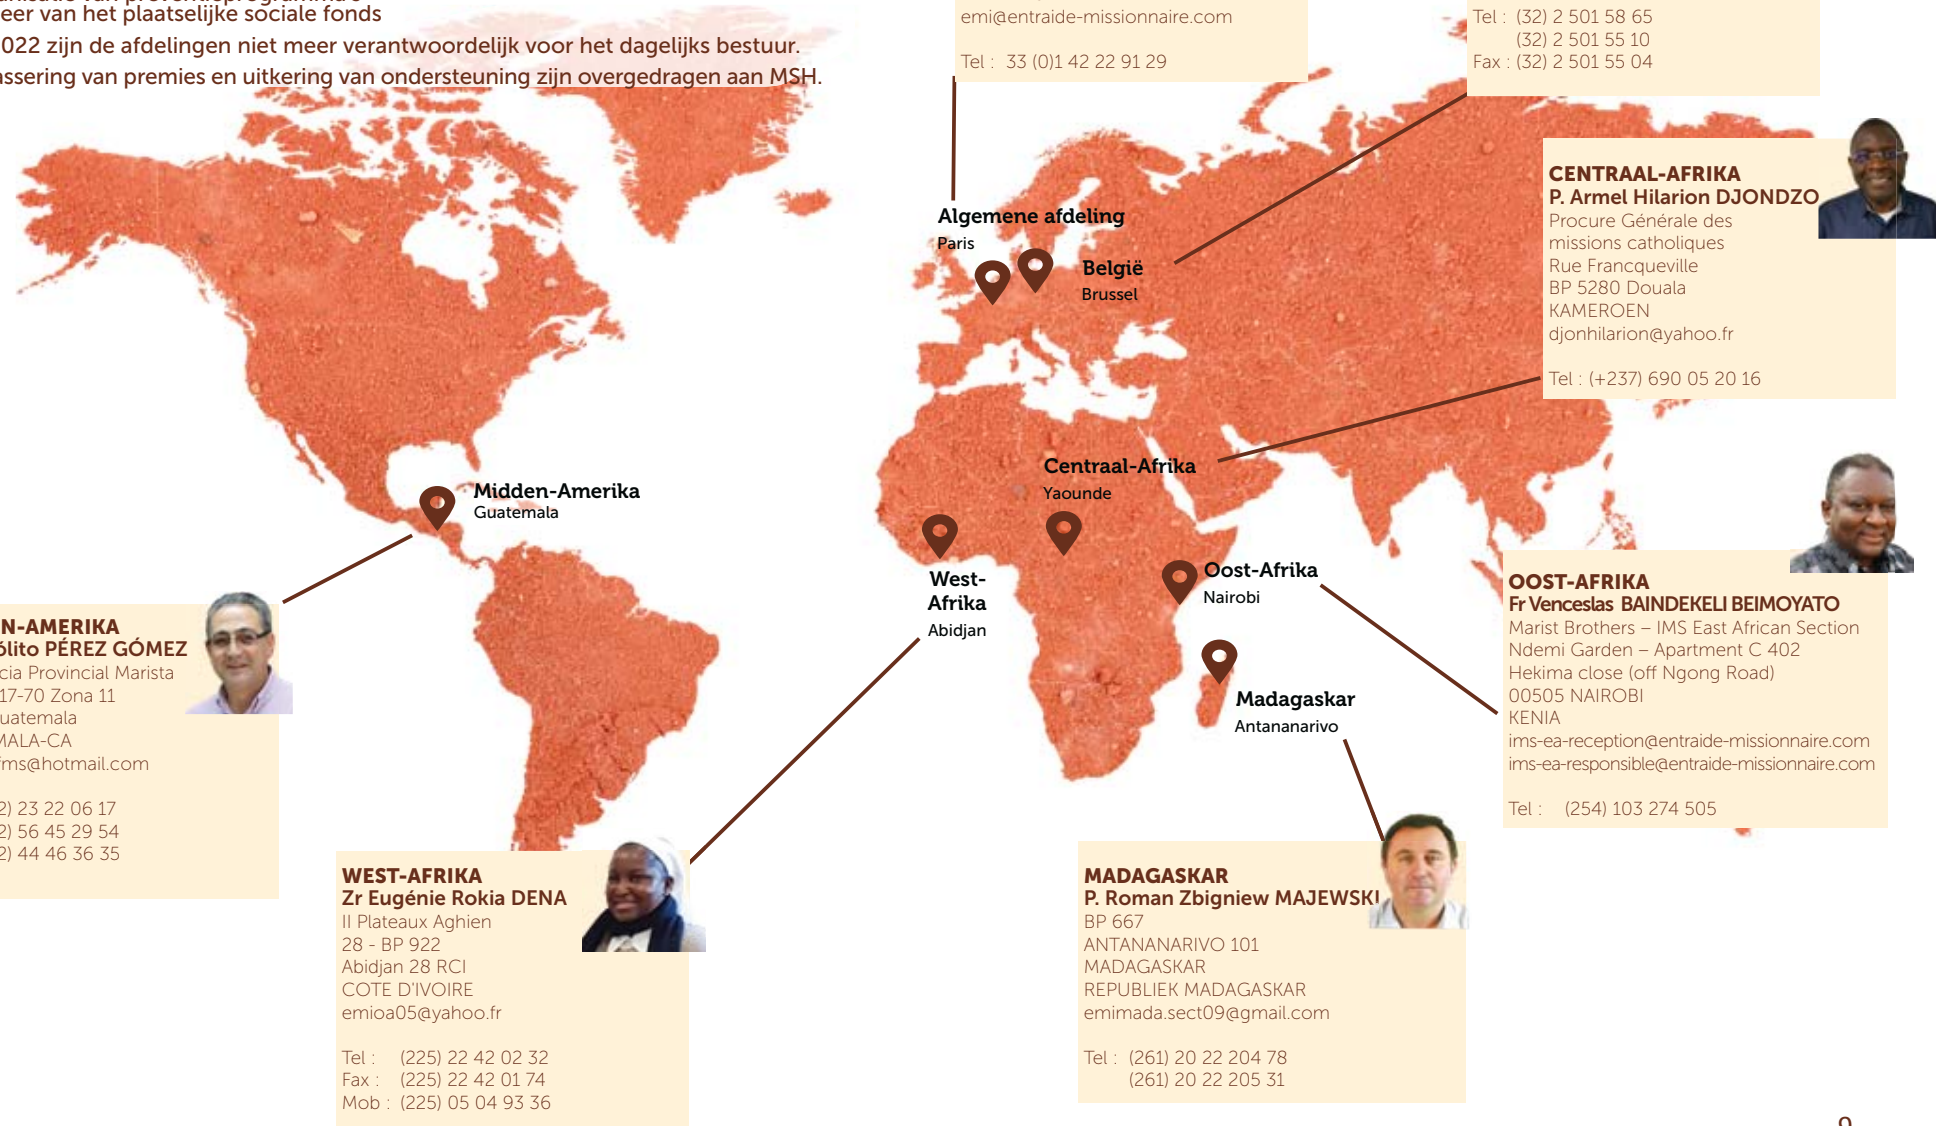 eer van het plaatselijke sociale fonds
022 zijn de afdelingen niet meer verantwoordelijk voor het dagelijks bestuur.
assering van premies en uitkering van ondersteuning zijn overgedragen aan MSH.
emi@entraide-missionnaire.com
Tel : 33 (0)1 42 22 91 29
Tel : (32) 2 501 58 65
(32) 2 501 55 10
Fax : (32) 2 501 55 04
CENTRAAL-AFRIKA
P. Armel Hilarion DJONDZO
Procure Générale des
missions catholiques
Rue Francqueville
BP 5280 Douala
KAMEROEN
djonhilarion@yahoo.fr
Tel : (+237) 690 05 20 16
Algemene afdeling
Paris
België
Brussel
Centraal-Afrika
Yaounde
Midden-Amerika
Guatemala
West-
Afrika
Abidjan
Oost-Afrika
Nairobi
Madagaskar
Antananarivo
OOST-AFRIKA
Fr Venceslas BAINDEKELI BEIMOYATO
Marist Brothers – IMS East African Section
Ndemi Garden – Apartment C 402
Hekima close (off Ngong Road)
00505 NAIROBI
KENIA
ims-ea-reception@entraide-missionnaire.com
ims-ea-responsible@entraide-missionnaire.com
Tel : (254) 103 274 505
N-AMERIKA
ólito PÉREZ GÓMEZ
cia Provincial Marista
17-70 Zona 11
uatemala
MALA-CA
fms@hotmail.com
2) 23 22 06 17
2) 56 45 29 54
2) 44 46 36 35
WEST-AFRIKA
Zr Eugénie Rokia DENA
II Plateaux Aghien
28 - BP 922
Abidjan 28 RCI
COTE D'IVOIRE
emioa05@yahoo.fr
Tel : (225) 22 42 02 32
Fax : (225) 22 42 01 74
Mob : (225) 05 04 93 36
MADAGASKAR
P. Roman Zbigniew MAJEWSKI
BP 667
ANTANANARIVO 101
MADAGASKAR
REPUBLIEK MADAGASKAR
emimada.sect09@gmail.com
Tel : (261) 20 22 204 78
(261) 20 22 205 31